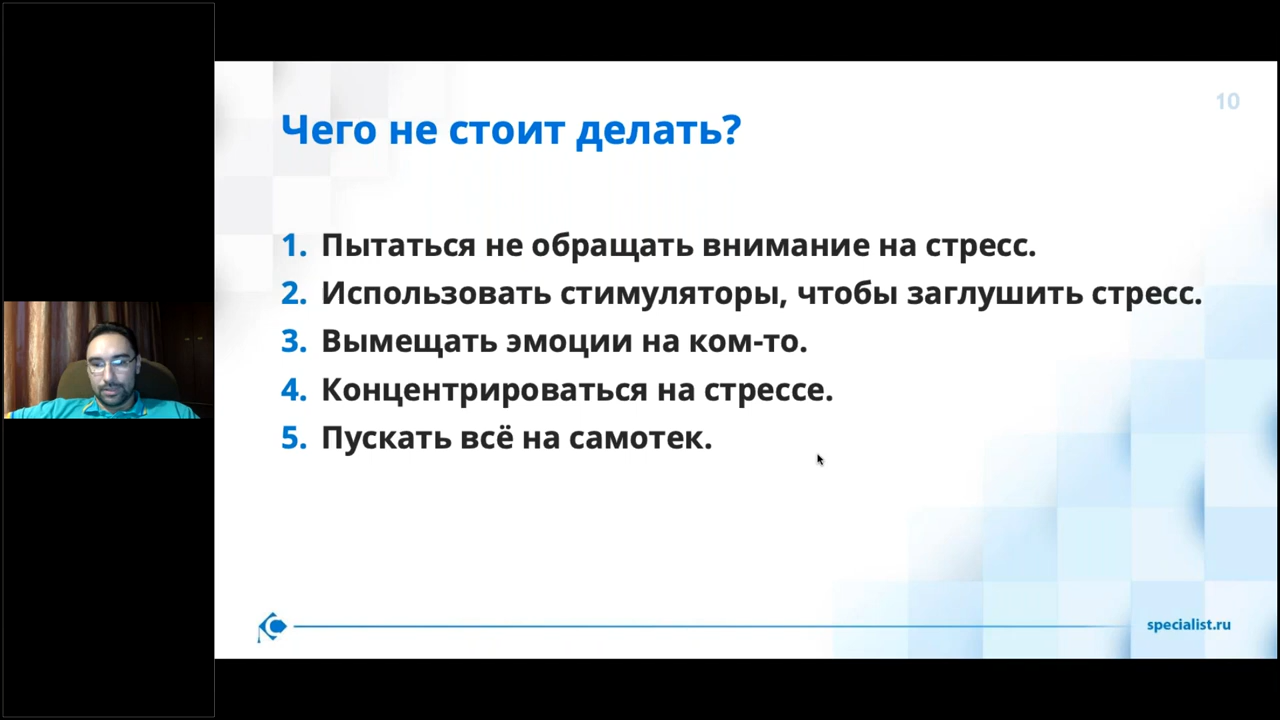 10
Чего не стоит делать?
1. Пытаться не обращать внимание на стресс.
2. Использовать стимуляторы, чтобы заглушить стресс.
3. Вымещать эмоции на ком-то.
4. Концентрироваться на стрессе.
5. Пускать всё на самотек.
specialist.ru